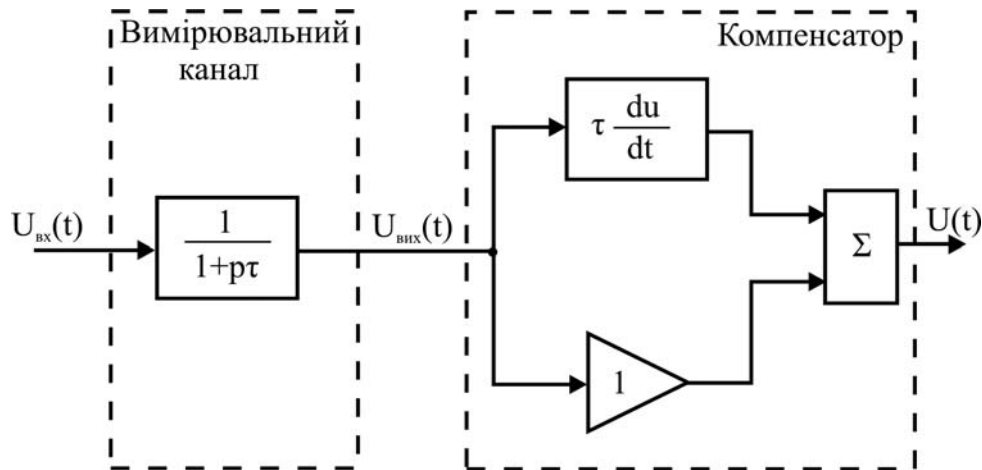 Вимірювальний
канал
Компенсатор
τ du/dt
U_вх(t)
1/(1+pτ)
U_вих(t)
Σ
U(t)
1